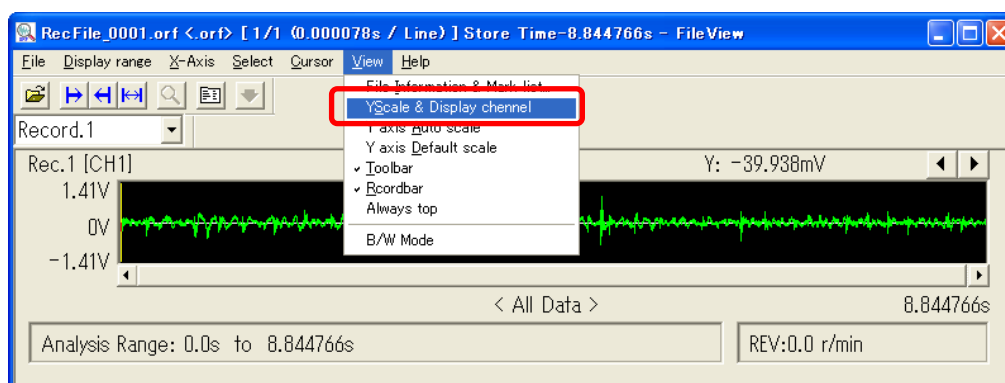 RecFile_0001.orf <.orf> [ 1/1 (0.000078s / Line) ] Store Time-8.844766s - FileView
File Display range X-Axis Select Cursor View Help
File Information & Mark list...
YScale & Display chennel
Y axis Auto scale
Record.1
Y axis Default scale
Rec.1 [CH1]
Toolbar
Y: -39.938mV
1.41V
Rcordbar
Always top
0V
B/W Mode
-1.41V
< All Data >
8.844766s
Analysis Range: 0.0s to 8.844766s
REV:0.0 r/min